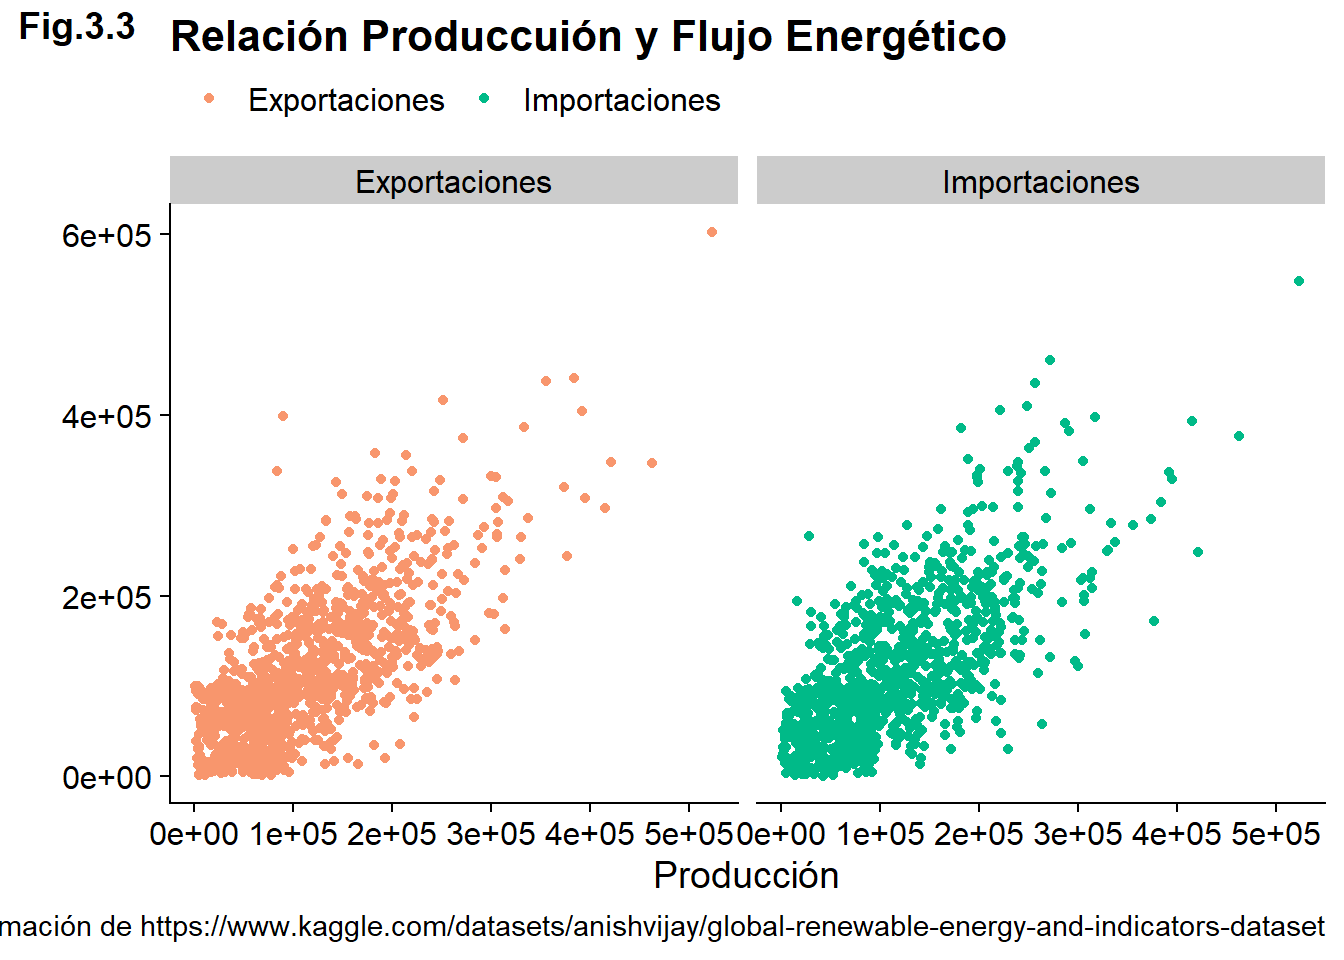 Fig.3.3 Relación Produccuión y Flujo Energético
Exportaciones Importaciones
Exportaciones Importaciones
6e+05
4e+05
2e+05
0e+00
0e+00 1e+05 2e+05 3e+05 4e+05 5e+05 0e+00 1e+05 2e+05 3e+05 4e+05 5e+05
Producción
mación de https://www.kaggle.com/datasets/anishvijay/global-renewable-energy-and-indicators-dataset